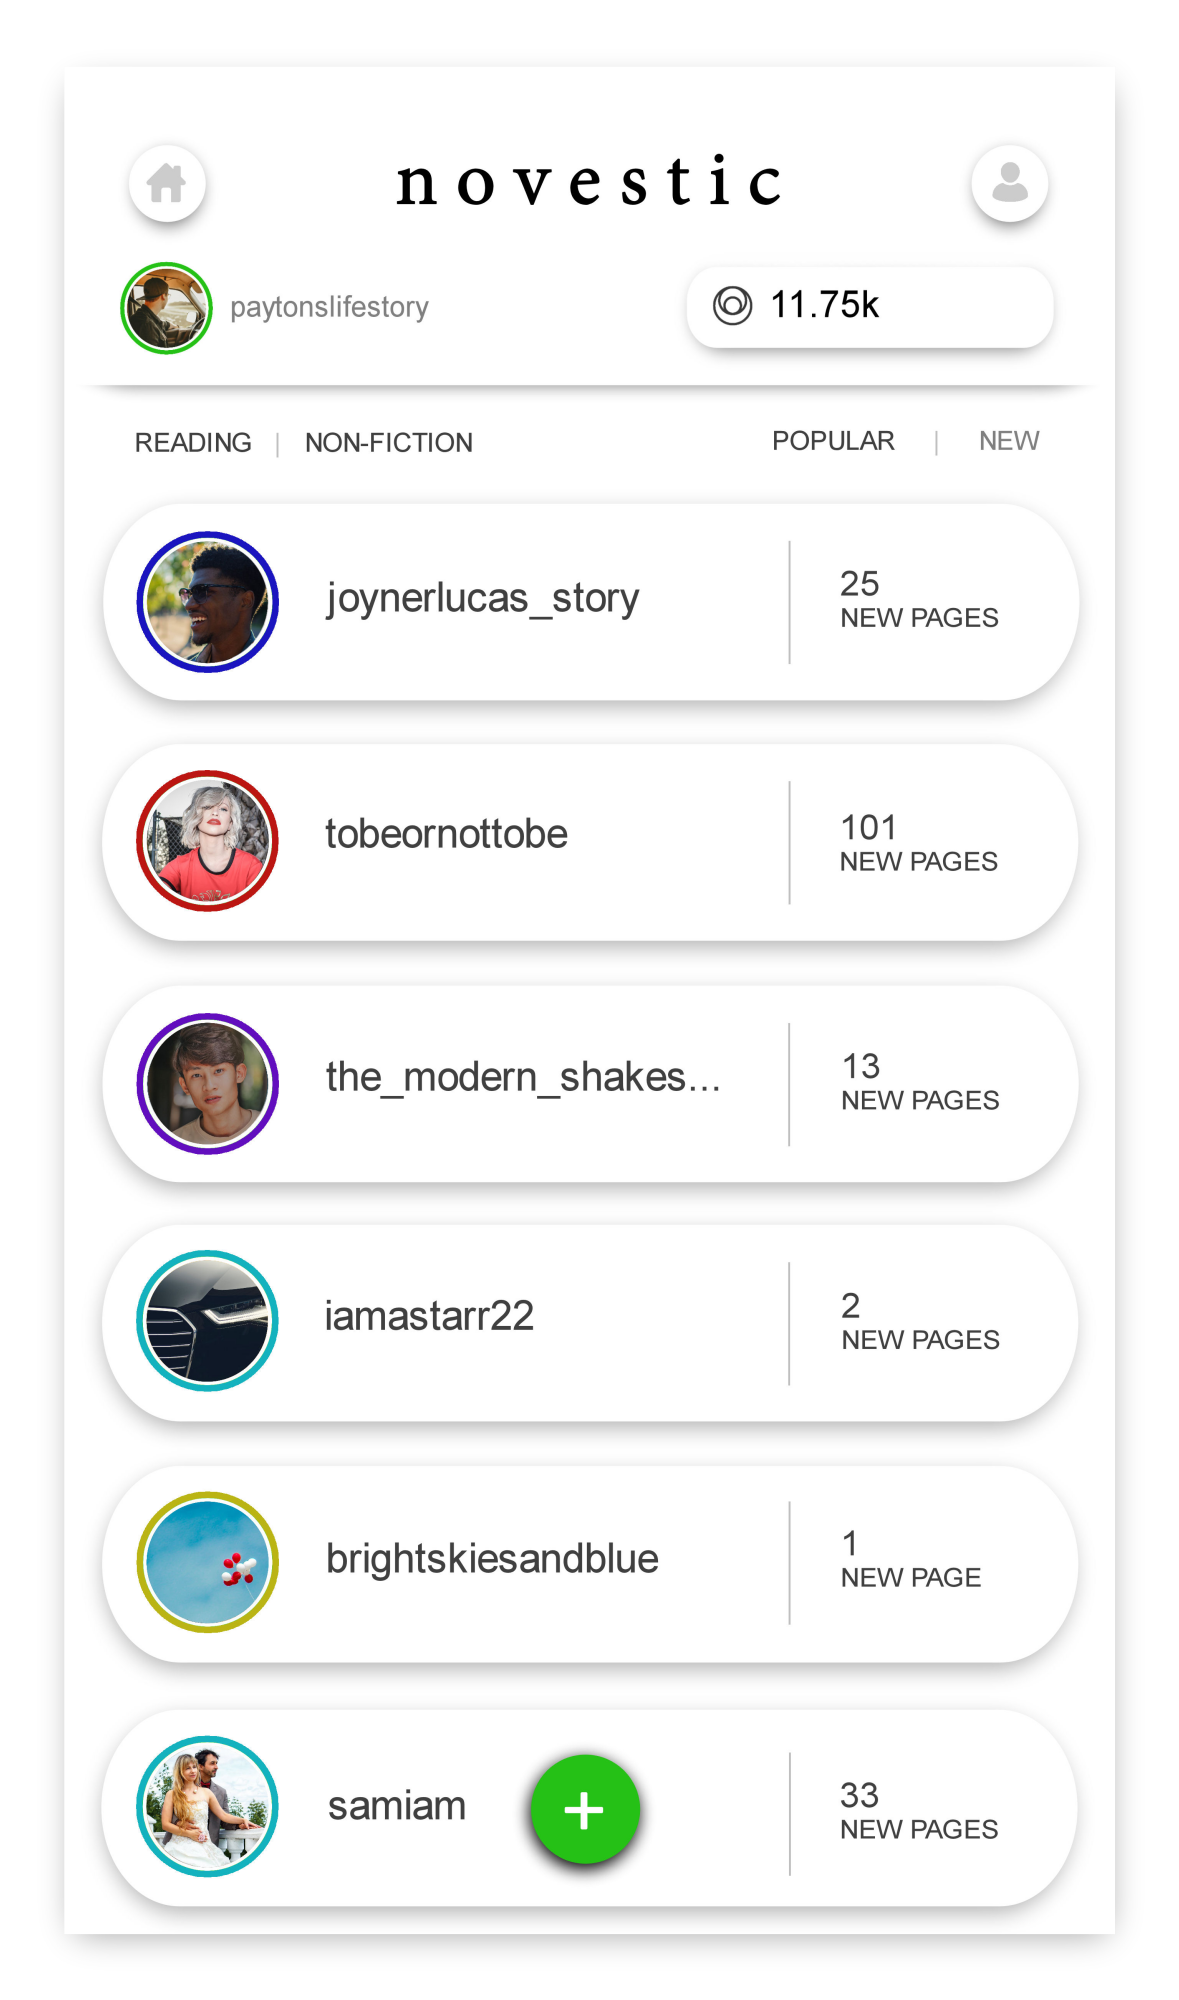 novestic
paytonslifestory
11.75k
READING | NON-FICTION
POPULAR | NEW
joynerlucas_story
25
NEW PAGES
tobeornottobe
101
NEW PAGES
the_modern_shakes...
13
NEW PAGES
iamastarr22
2
NEW PAGES
brightskiesandblue
1
NEW PAGE
samiam
33
NEW PAGES